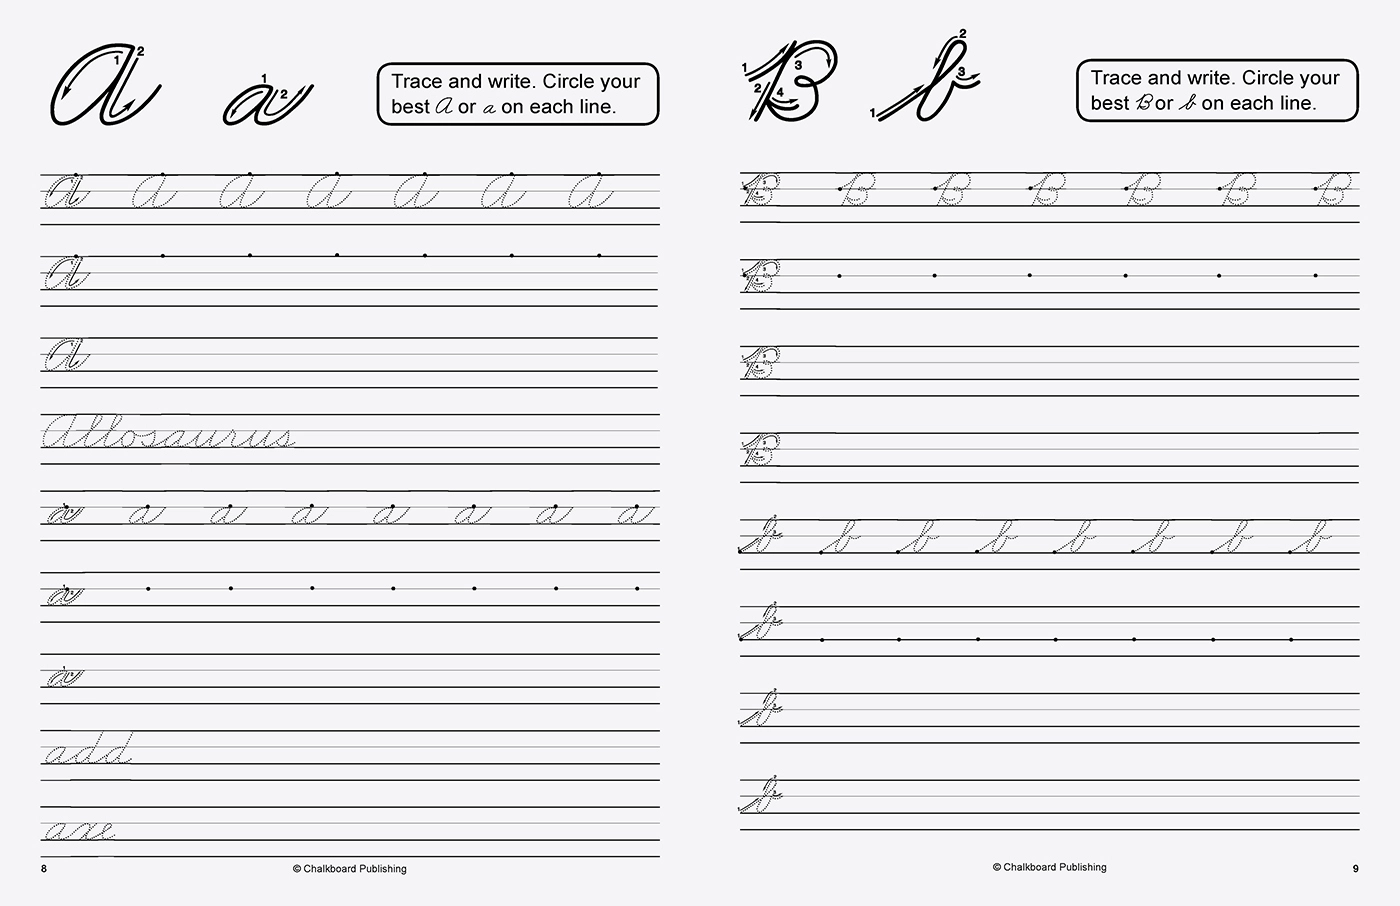 A 1 2 a 1 2
Trace and write. Circle your
best A or a on each line.
A A A A A A A
A
A
Allosaurus
a a a a a a a a
a
a
add
axe
8 © Chalkboard Publishing
B 1 2 3 4 b 1 2 3
Trace and write. Circle your
best B or b on each line.
B B B B B B B
B
B
B
b b b b b b b b
b
b
b
© Chalkboard Publishing 9